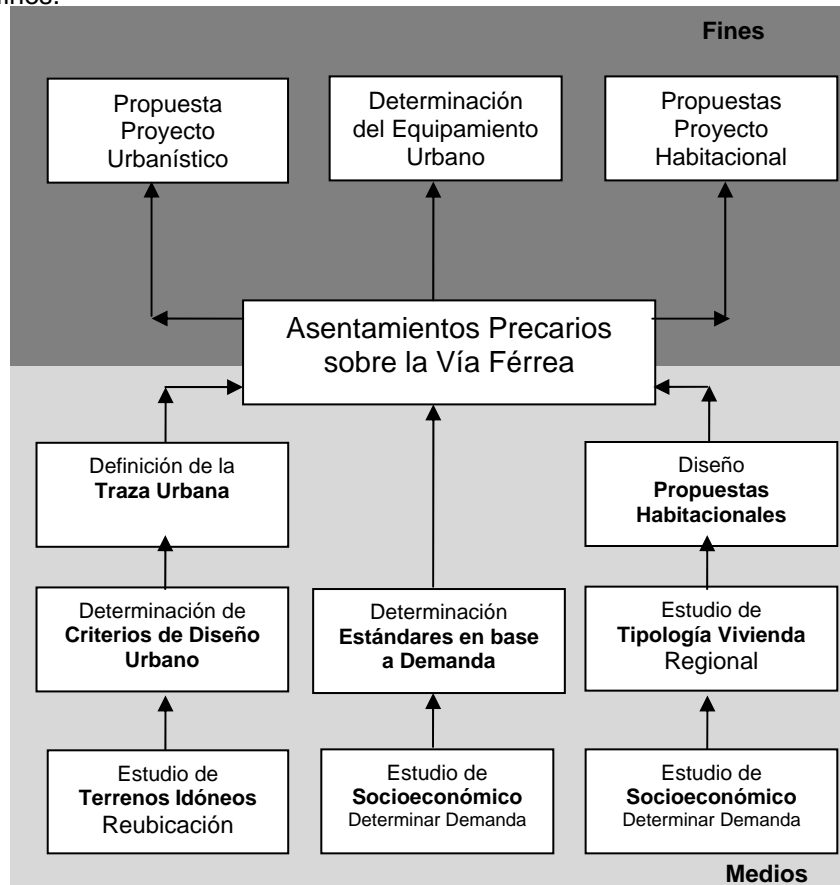 Fines
Propuesta
Proyecto
Urbanístico
Determinación
del Equipamiento
Urbano
Propuestas
Proyecto
Habitacional
Asentamientos Precarios
sobre la Vía Férrea
Definición de la
Traza Urbana
Diseño
Propuestas
Habitacionales
Determinación de
Criterios de Diseño
Urbano
Determinación
Estándares en base
a Demanda
Estudio de
Tipología Vivienda
Regional
Estudio de
Terrenos Idóneos
Reubicación
Estudio de
Socioeconómico
Determinar Demanda
Estudio de
Socioeconómico
Determinar Demanda
Medios